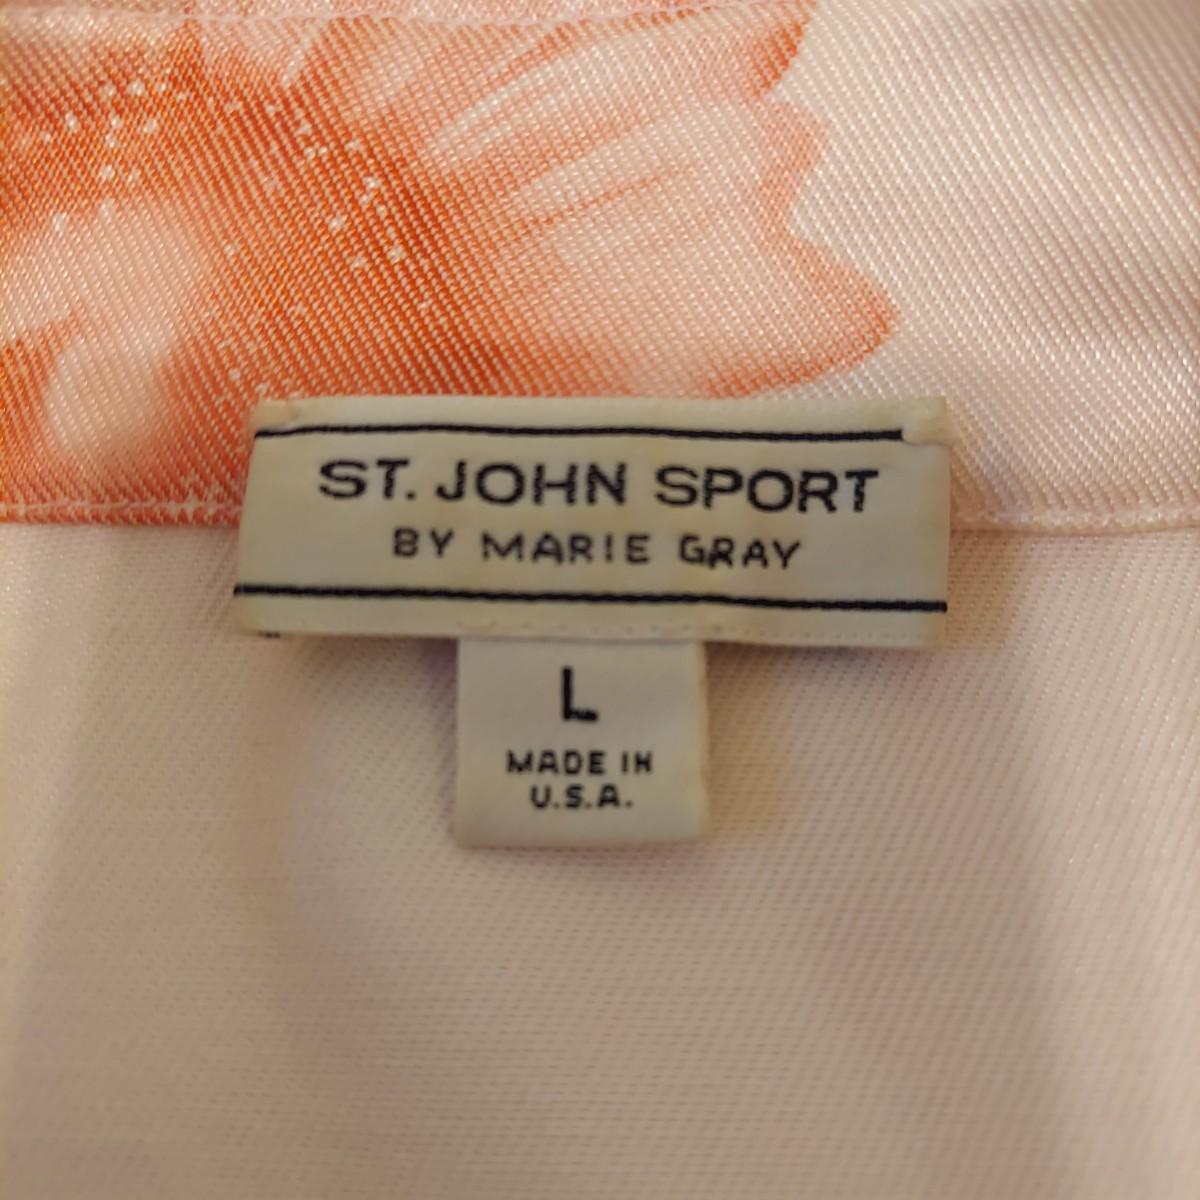 ST. JOHN SPORT
BY MARIE GRAY
L
MADE IN
U.S.A.